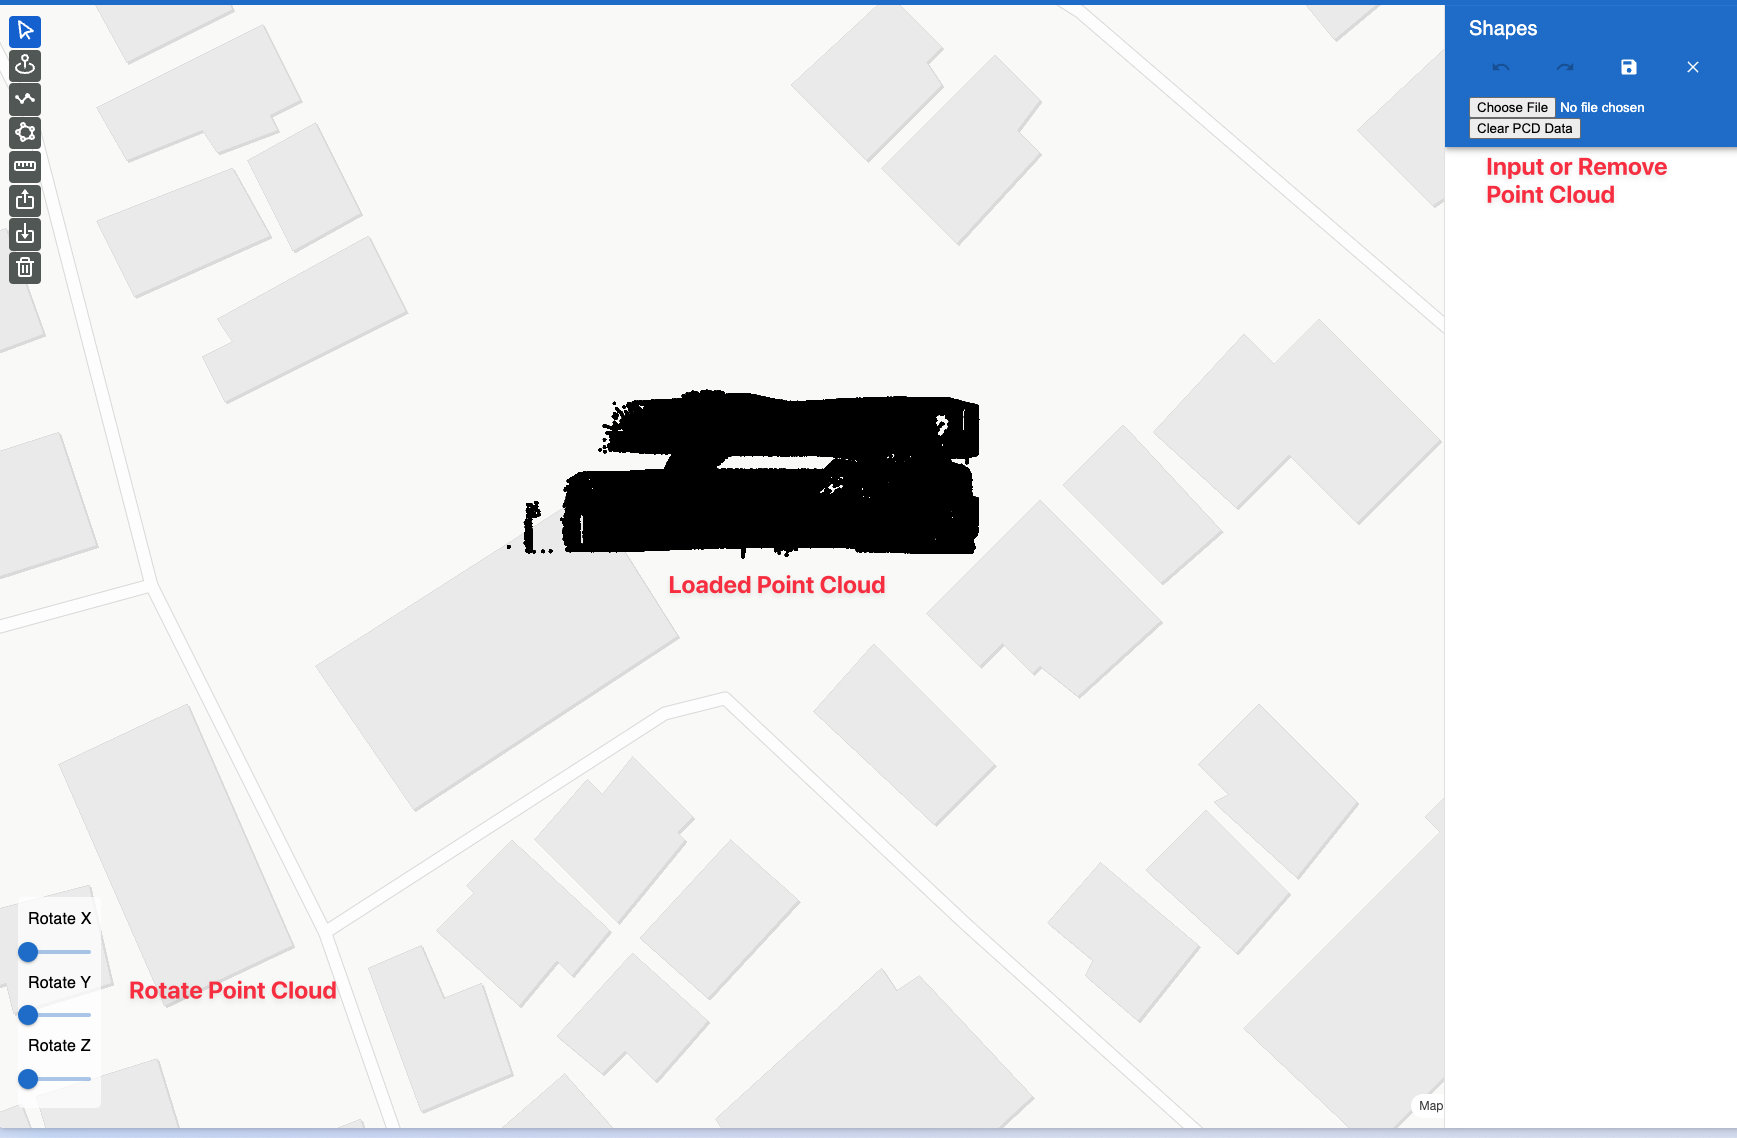 Shapes
Choose File No file chosen
Clear PCD Data
Input or Remove
Point Cloud
Loaded Point Cloud
Rotate X
Rotate Y
Rotate Point Cloud
Rotate Z
Map